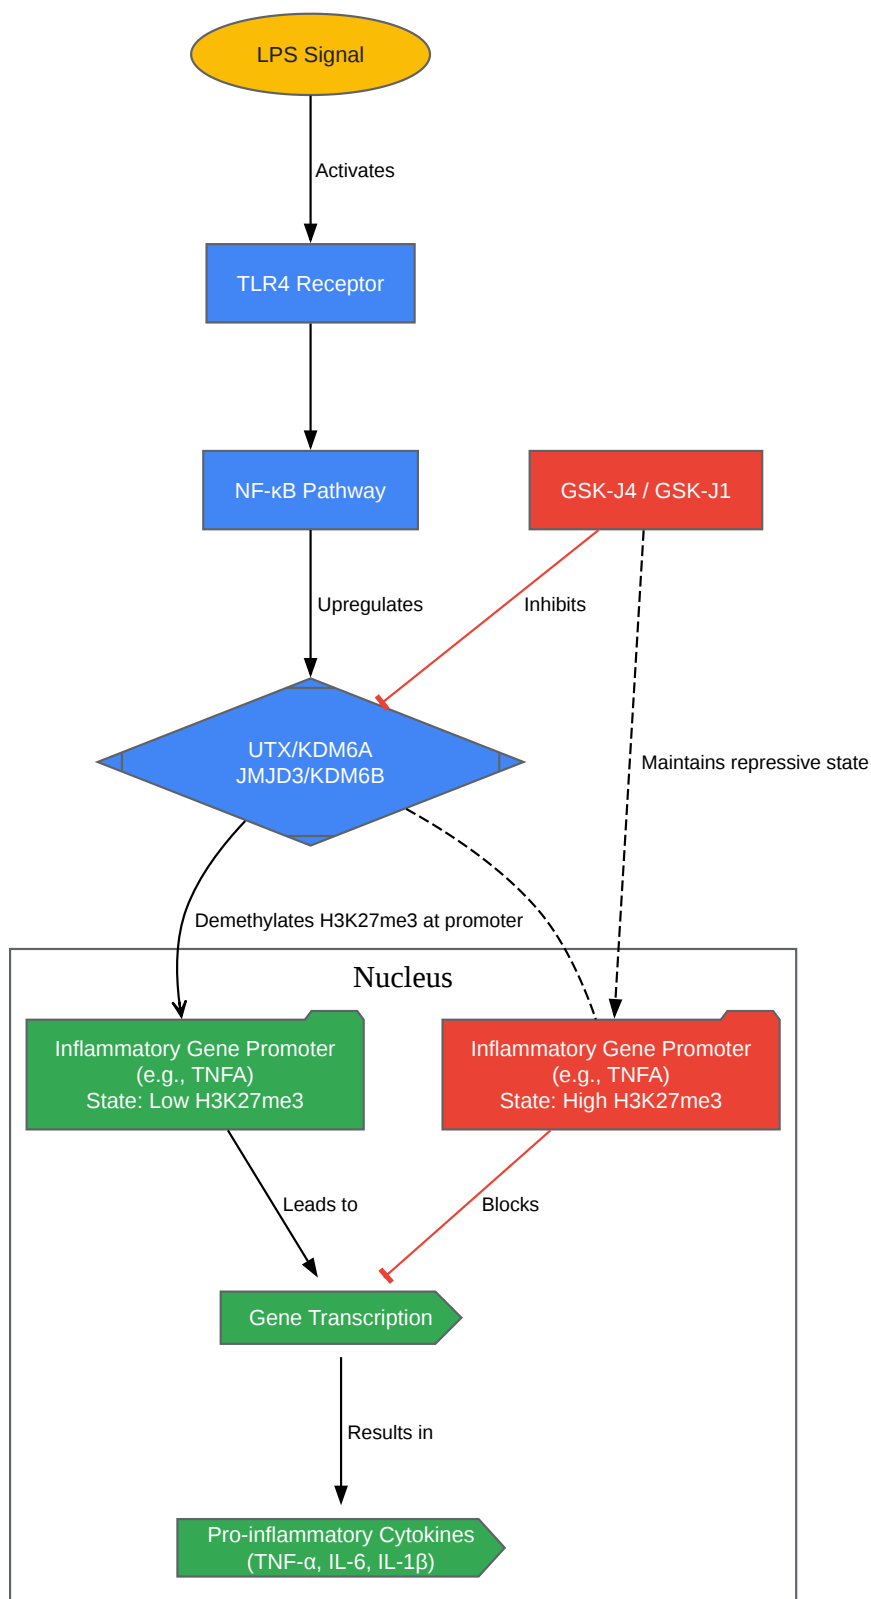 LPS Signal
Activates
TLR4 Receptor
NF-κB Pathway
GSK-J4 / GSK-J1
Upregulates
Inhibits
UTX/KDM6A
JMJD3/KDM6B
Maintains repressive state
Demethylates H3K27me3 at promoter
Nucleus
Inflammatory Gene Promoter
(e.g., TNFA)
State: Low H3K27me3
Inflammatory Gene Promoter
(e.g., TNFA)
State: High H3K27me3
Leads to
Blocks
Gene Transcription
Results in
Pro-inflammatory Cytokines
(TNF-α, IL-6, IL-1β)